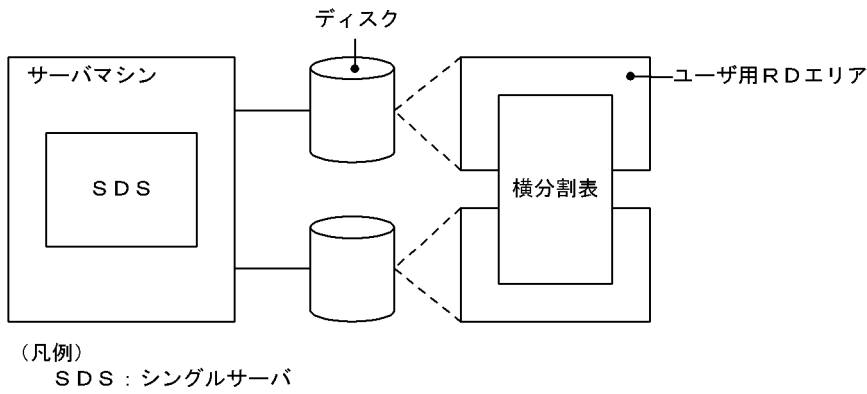 ディスク
サーバマシン
ユーザ用RDエリア
SDS
横分割表
(凡例)
SDS:シングルサーバ